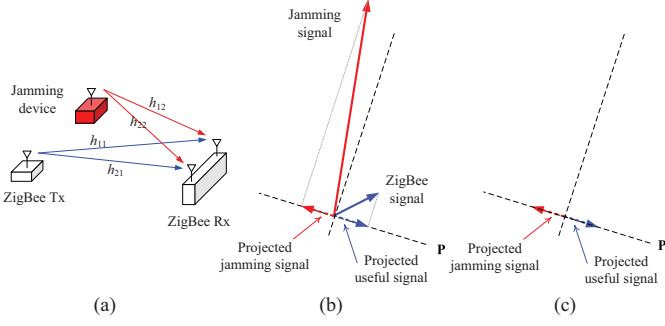 Jamming
device
h12
h22
h11
h21
ZigBee Tx
ZigBee Rx
(a)
Jamming
signal
ZigBee
signal
Projected
jamming signal
Projected
useful signal
P
(b)
Projected
jamming signal
Projected
useful signal
P
(c)